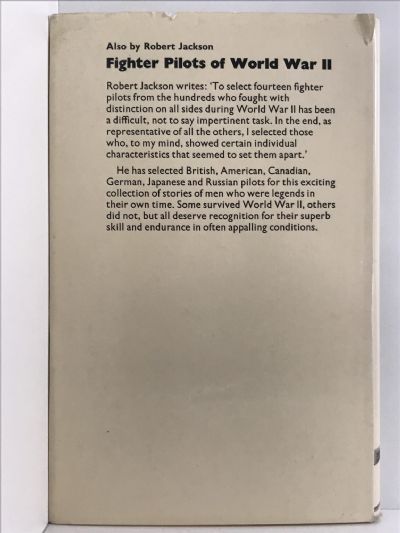 Also by Robert Jackson
Fighter Pilots of World War II
Robert Jackson writes: 'To select fourteen fighter
pilots from the hundreds who fought with
distinction on all sides during World War II has been
a difficult, not to say impertinent task. In the end, as
representative of all the others, I selected those
who, to my mind, showed certain individual
characteristics that seemed to set them apart.'
He has selected British, American, Canadian,
German, Japanese and Russian pilots for this exciting
collection of stories of men who were legends in
their own time. Some survived World War II, others
did not, but all deserve recognition for their superb
skill and endurance in often appalling conditions.